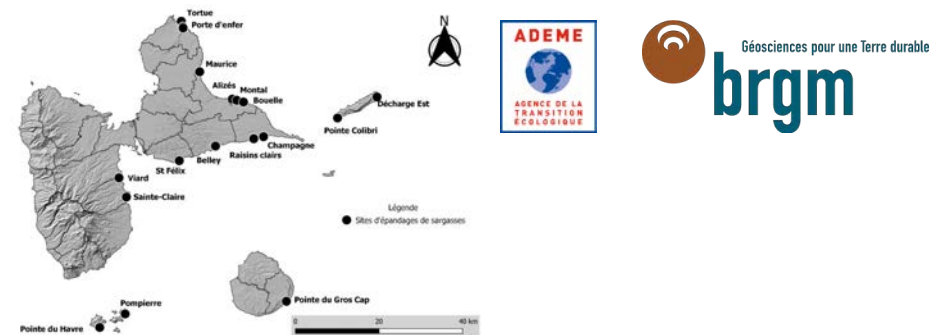 Tortue
Porte d'enfer
N
Maurice
Alizés
Montal
Bouelle
Décharge Est
Pointe Colibri
Champagne
Raisins clairs
Belley
St Félix
Viard
Sainte-Claire
Légende
Sites d'épandages de sargasses
Pointe du Gros Cap
Pompierre
Pointe du Havre
0 20 40 km
ADEME
AGENCE DE LA
TRANSITION
ÉCOLOGIQUE
Géosciences pour une Terre durable
brgm